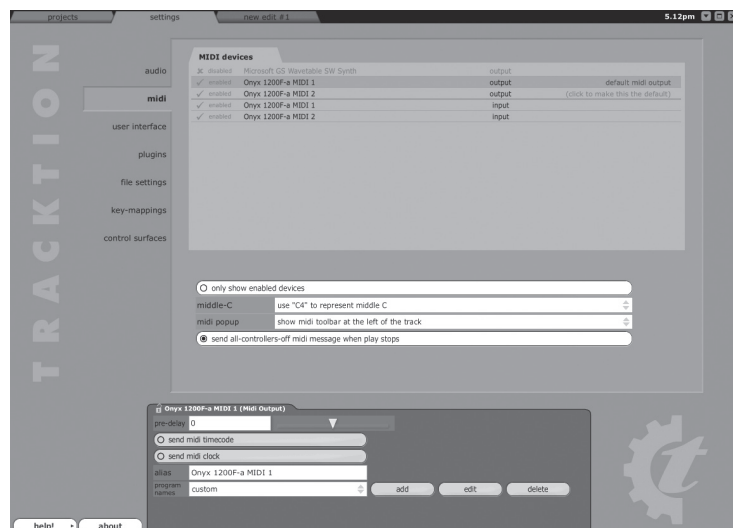 projects
settings
new edit #1
5.12pm
TRACKTION
audio
midi
user interface
plugins
file settings
key-mappings
control surfaces
MIDI devices
disabled Microsoft GS Wavetable SW Synth output
enabled Onyx 1200F-a MIDI 1 output default midi output
enabled Onyx 1200F-a MIDI 2 output (click to make this the default)
enabled Onyx 1200F-a MIDI 1 input
enabled Onyx 1200F-a MIDI 2 input
only show enabled devices
middle-C use "C4" to represent middle C
midi popup show midi toolbar at the left of the track
send all-controllers-off midi message when play stops
Onyx 1200F-a MIDI 1 (Midi Output)
pre-delay 0
send midi timecode
send midi clock
alias Onyx 1200F-a MIDI 1
program names custom add edit delete
t
help! about